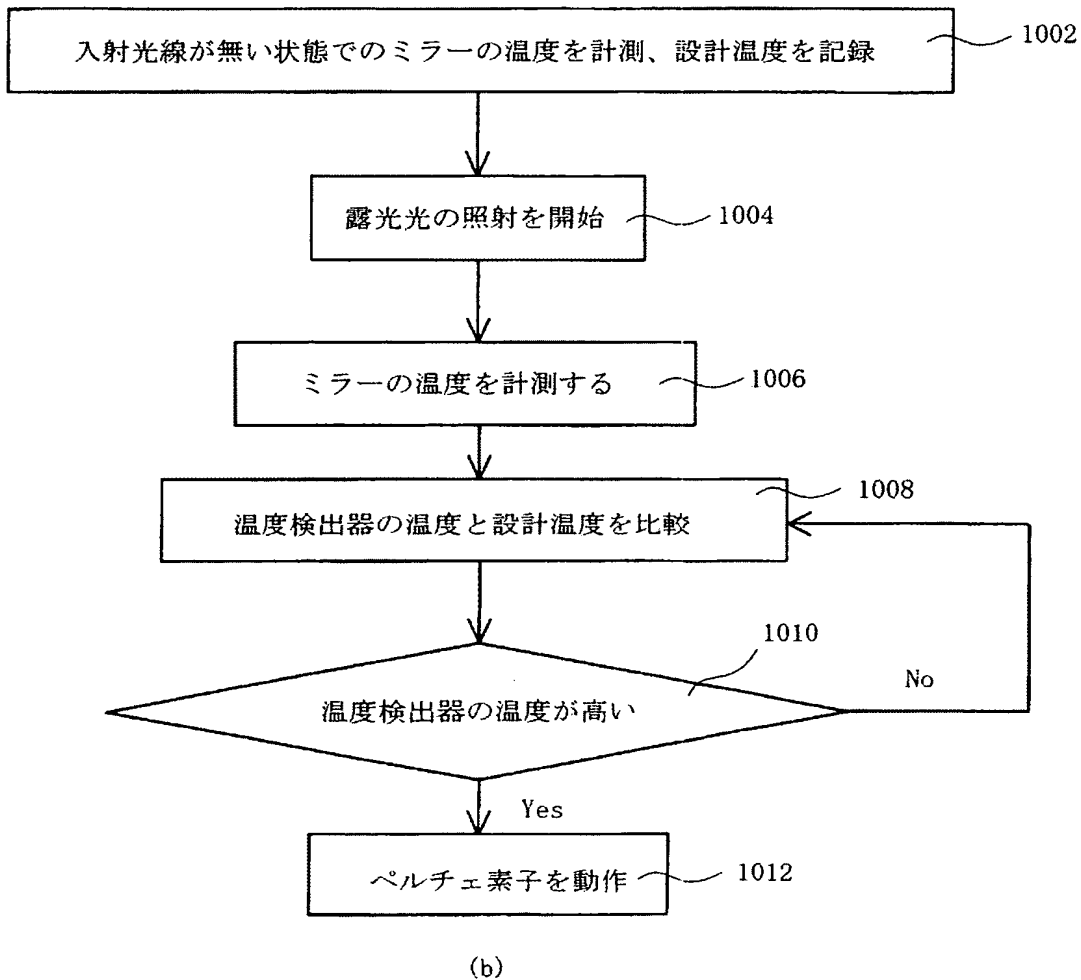 入射光線が無い状態でのミラーの温度を計測、設計温度を記録
1002
露光光の照射を開始
1004
ミラーの温度を計測する
1006
温度検出器の温度と設計温度を比較
1008
温度検出器の温度が高い
1010
No
Yes
ペルチェ素子を動作
1012
(b)